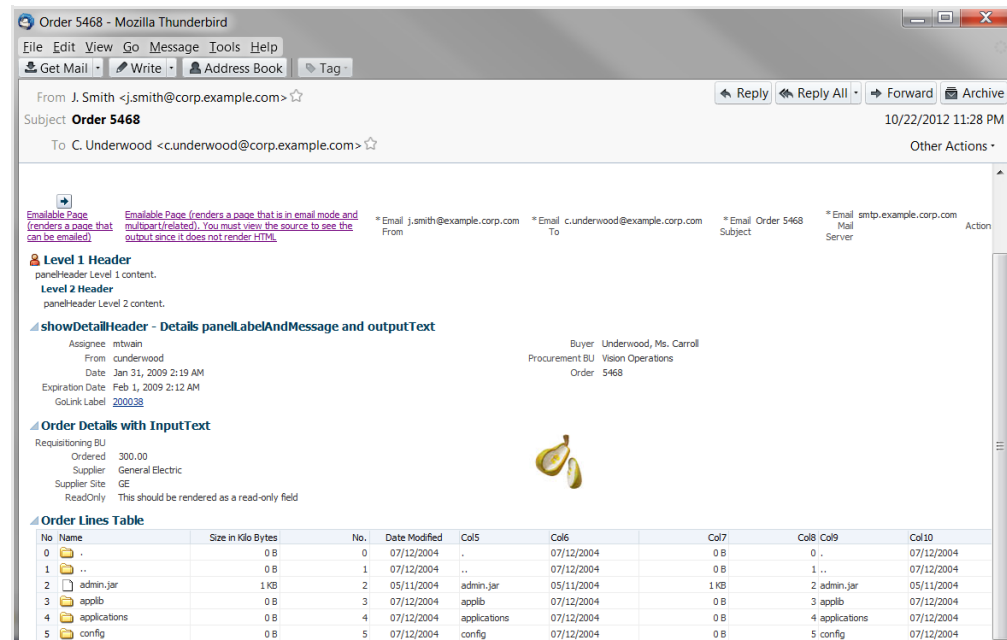 Order 5468 - Mozilla Thunderbird
File Edit View Go Message Tools Help
Get Mail Write Address Book Tag
From J. Smith <j.smith@corp.example.com>
Reply Reply All Forward Archive
Subject Order 5468
10/22/2012 11:28 PM
To C. Underwood <c.underwood@corp.example.com>
Other Actions
Emailable Page
(renders a page that
can be emailed)
Emailable Page (renders a page that is in email mode and
multipart/related). You must view the source to see the
output since it does not render HTML
* Email j.smith@example.corp.com
From
* Email c.underwood@example.corp.com
To
* Email Order 5468
Subject
* Email smtp.example.corp.com
Mail
Server
Action
Level 1 Header
panelHeader Level 1 content.
Level 2 Header
panelHeader Level 2 content.
showDetailHeader - Details panelLabelAndMessage and outputText
Assignee mtwain
From cunderwood
Date Jan 31, 2009 2:19 AM
Expiration Date Feb 1, 2009 2:12 AM
GoLink Label 200038
Buyer Underwood, Ms. Carroll
Procurement BU Vision Operations
Order 5468
Order Details with InputText
Requisitioning BU
Ordered 300.00
Supplier General Electric
Supplier Site GE
ReadOnly This should be rendered as a read-only field
Order Lines Table
No Name Size in Kilo Bytes No. Date Modified Col5 Col6 Col7 Col8 Col9 Col10
0 . 0 B 0 07/12/2004 . 07/12/2004 0 B 0 . 07/12/2004
1 .. 0 B 1 07/12/2004 .. 07/12/2004 0 B 1 .. 07/12/2004
2 admin.jar 1 KB 2 05/11/2004 admin.jar 05/11/2004 1 KB 2 admin.jar 05/11/2004
3 applib 0 B 3 07/12/2004 applib 07/12/2004 0 B 3 applib 07/12/2004
4 applications 0 B 4 07/12/2004 applications 07/12/2004 0 B 4 applications 07/12/2004
5 config 0 B 5 07/12/2004 config 07/12/2004 0 B 5 config 07/12/2004